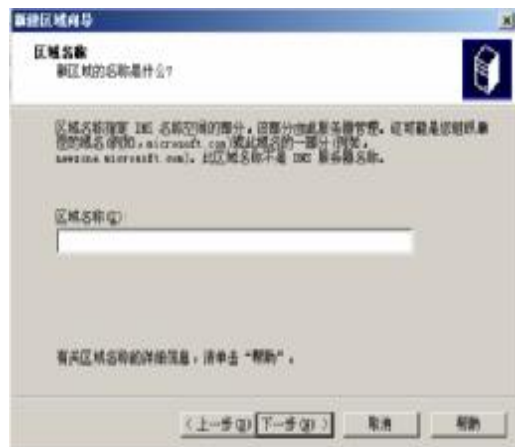 新建区域向导
区域名称
新区域的名称是什么?
区域名称指定 DNS 名称空间的部分，该部分由此服务器管理。这可能是您组织单
位的域名(例如，microsoft.com)或此域名的一部分(例如，
newzone.microsoft.com)。此区域名称不是 DNS 服务器名称。
区域名称(Z):
有关区域名称的详细信息，请单击“帮助”。
< 上一步(B) 下一步(N) > 取消 帮助